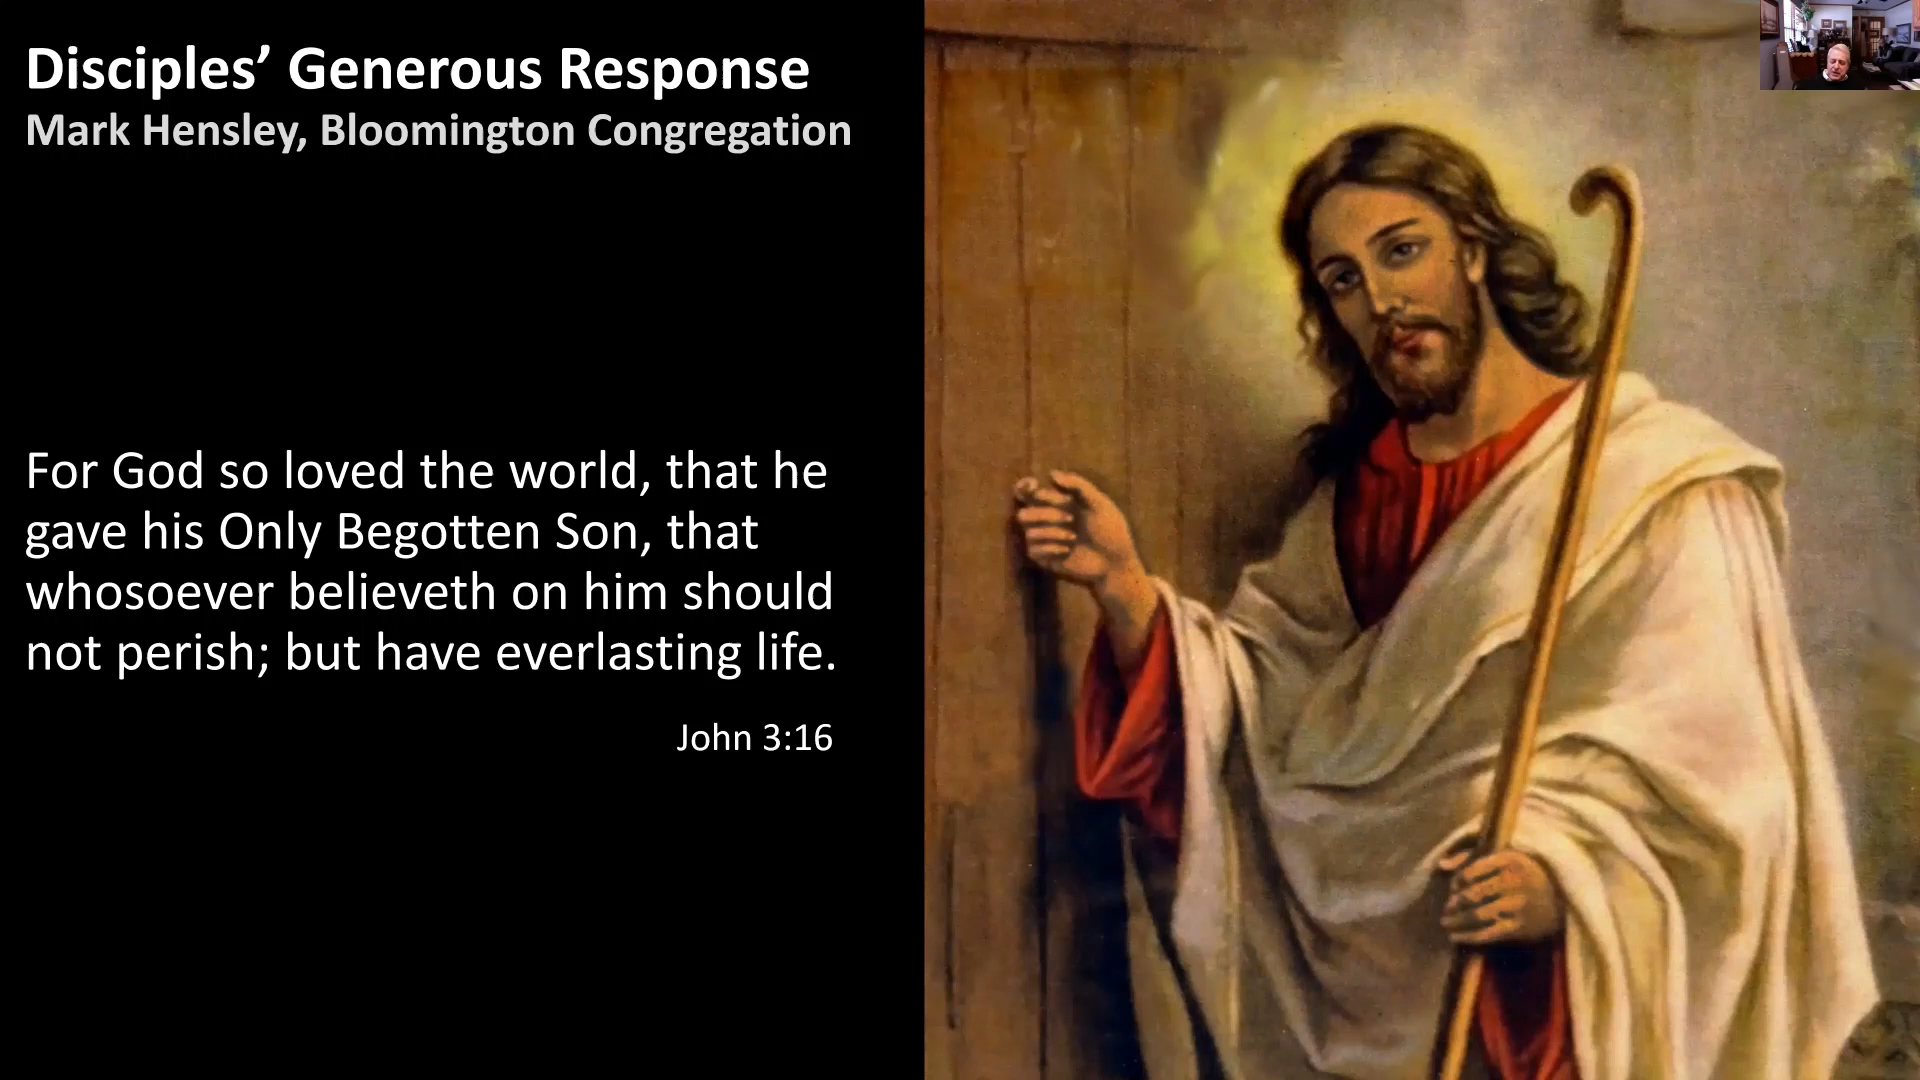 Disciples’ Generous Response
Mark Hensley, Bloomington Congregation
For God so loved the world, that he
gave his Only Begotten Son, that
whosoever believeth on him should
not perish; but have everlasting life.
John 3:16